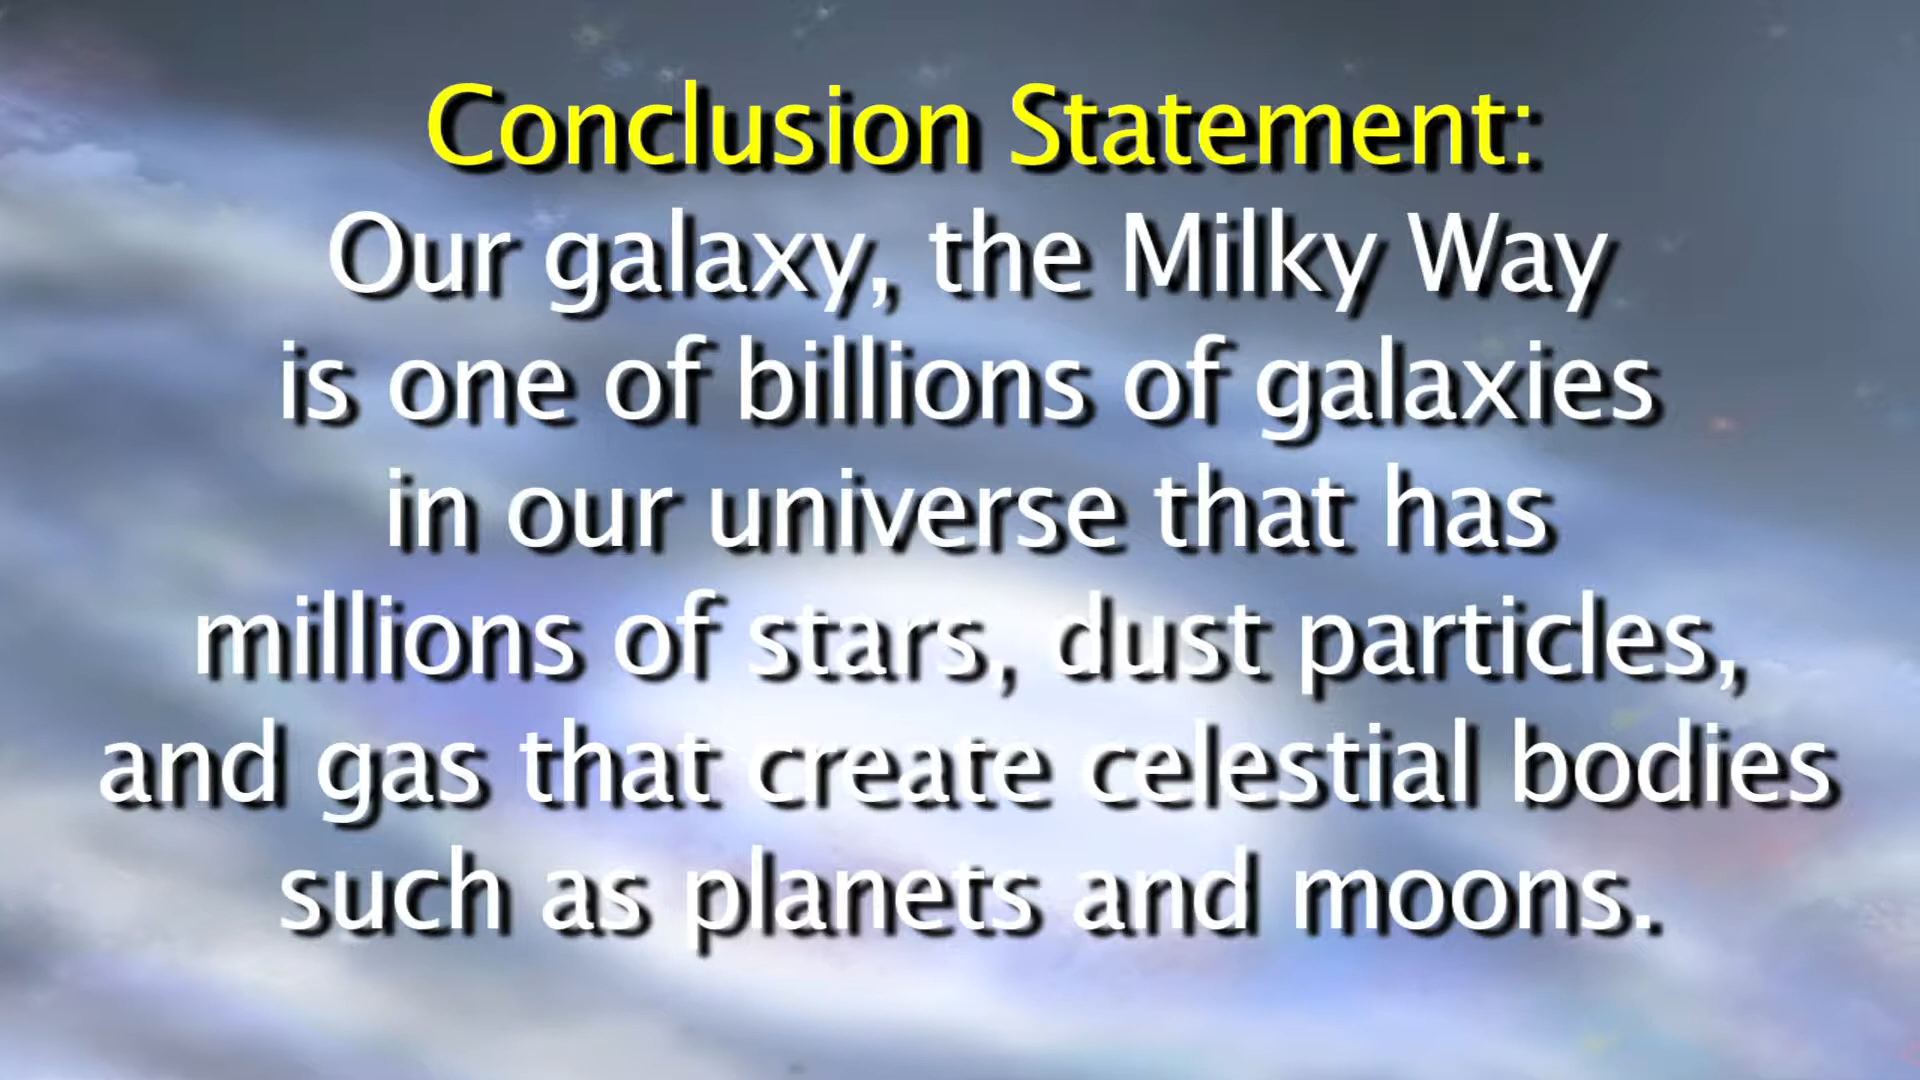 Conclusion Statement:
Our galaxy, the Milky Way
is one of billions of galaxies
in our universe that has
millions of stars, dust particles,
and gas that create celestial bodies
such as planets and moons.